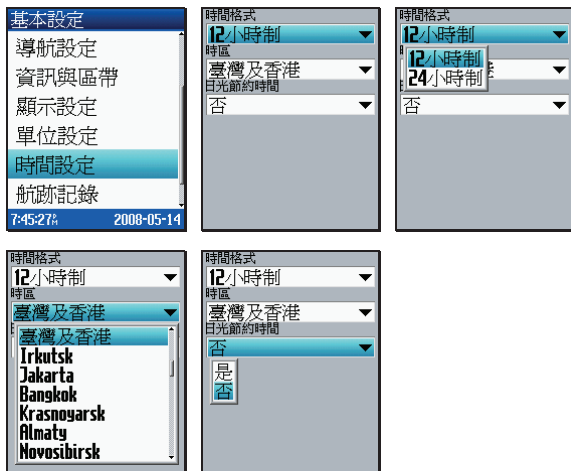 基本設定
導航設定
資訊與區帶
顯示設定
單位設定
時間設定
航跡記錄
7:45:27
2008-05-14
時間格式
12小時制
時區
臺灣及香港
日光節約時間
否
時間格式
12小時制
12小時制
24小時制
否
時間格式
12小時制
時區
臺灣及香港
臺灣及香港
Irkutsk
Jakarta
Bangkok
Krasnoyarsk
Almaty
Novosibirsk
時間格式
12小時制
時區
臺灣及香港
日光節約時間
否
是
否